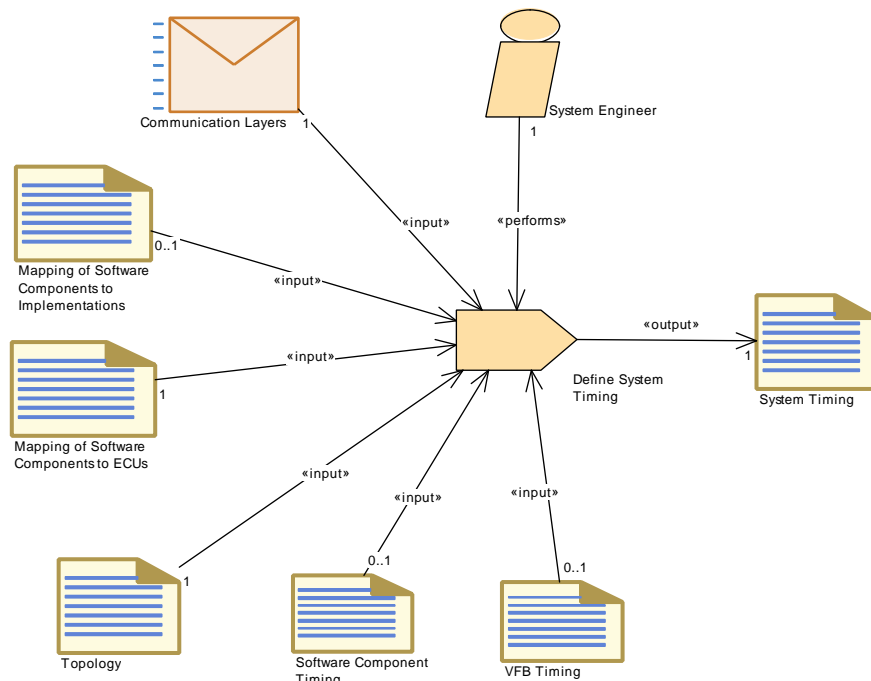 System Engineer
1
Communication Layers
1
«input»
«performs»
0..1
Mapping of Software
Components to
Implementations
«input»
«output»
1
System Timing
«input»
1
Mapping of Software
Components to ECUs
Define System
Timing
«input»
«input»
«input»
1
Topology
0..1
Software Component
Timing
0..1
VFB Timing